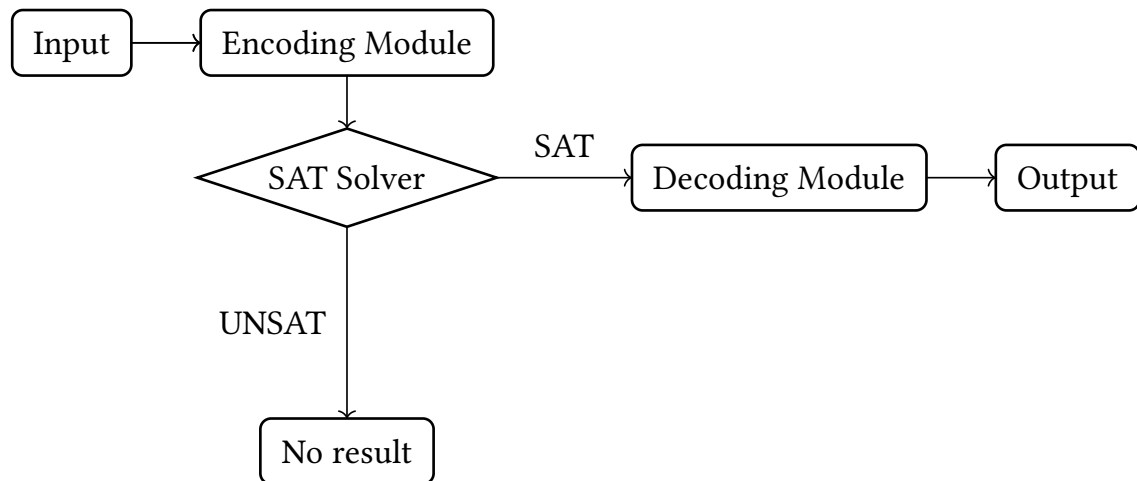 Input
Encoding Module
SAT Solver
SAT
Decoding Module
Output
UNSAT
No result